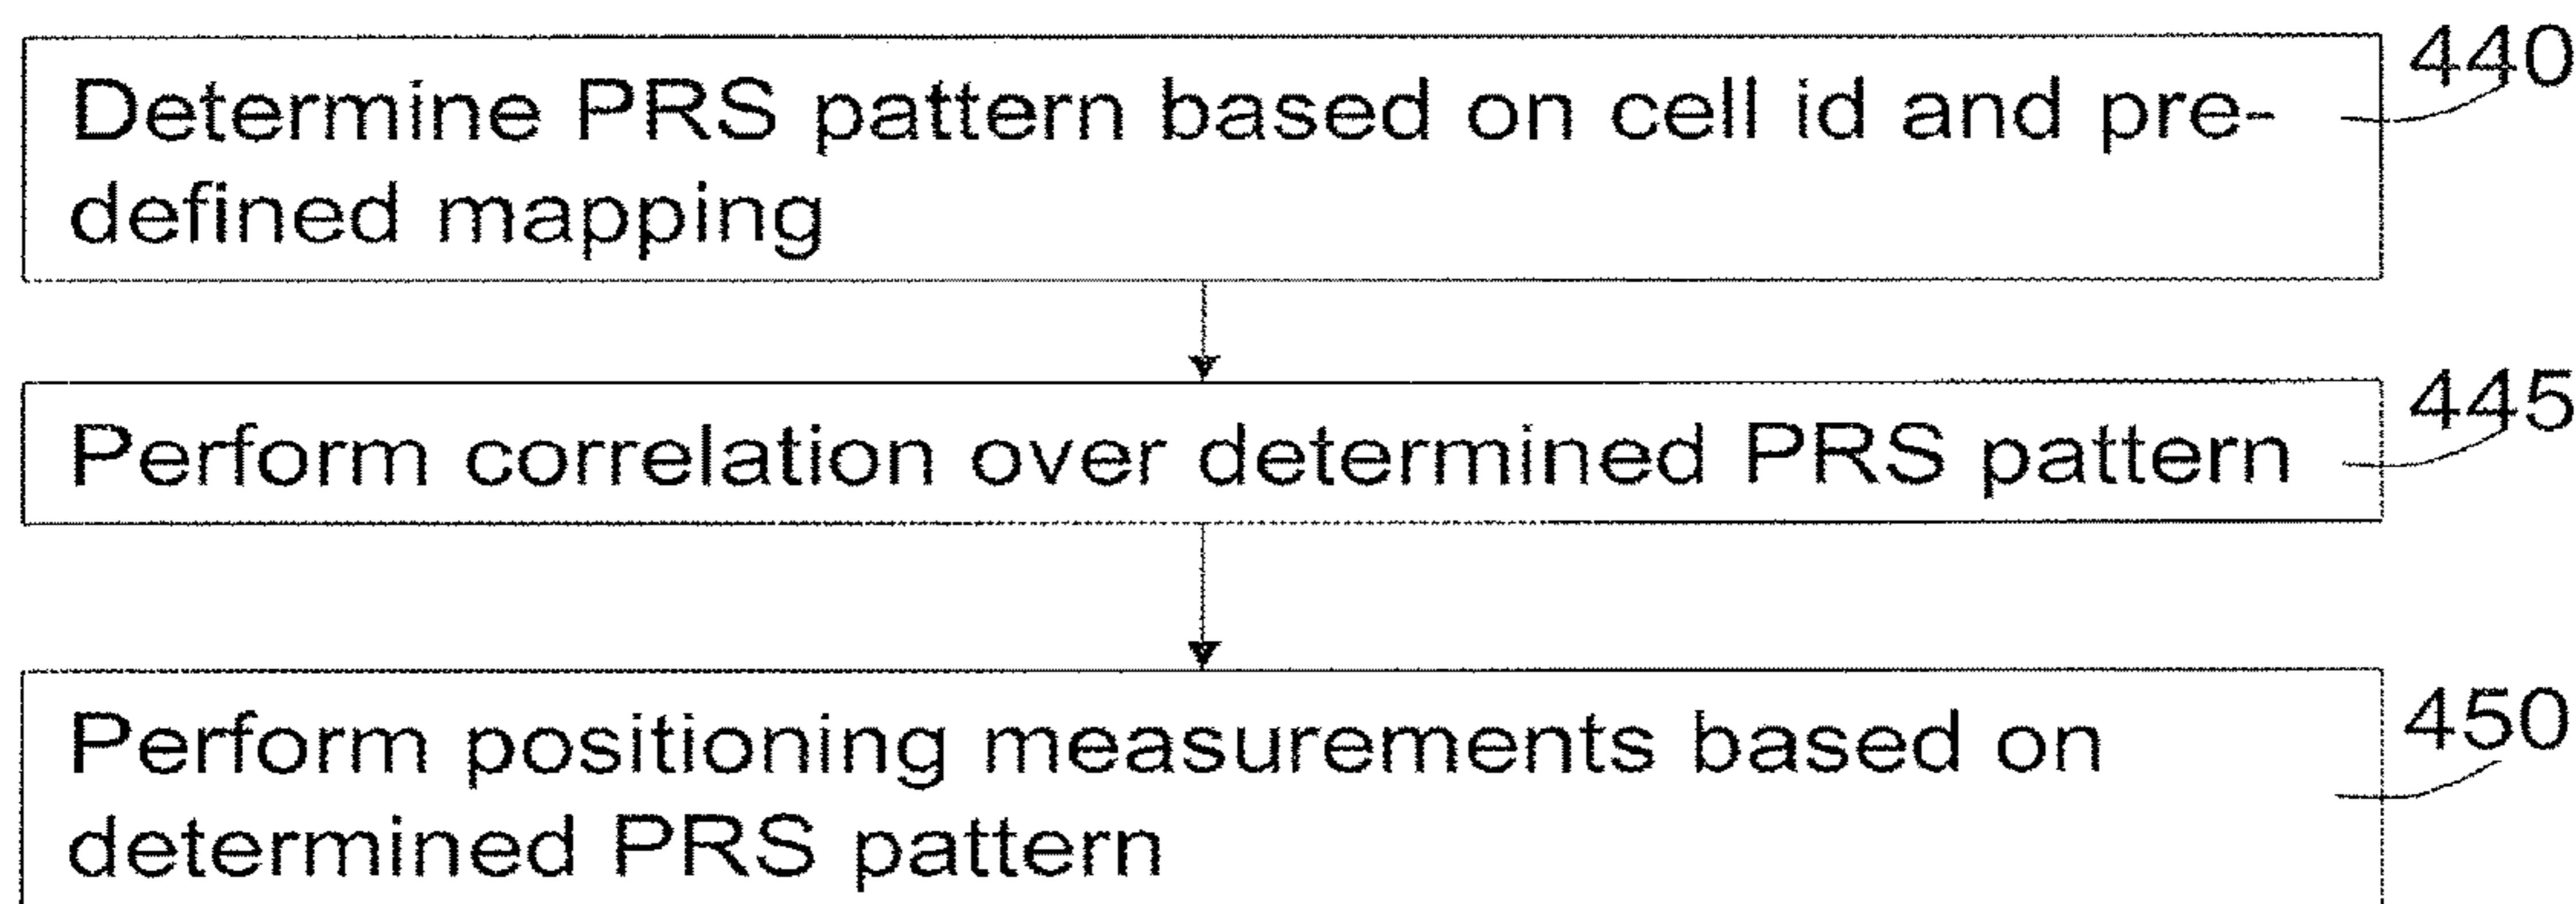 Determine PRS pattern based on cell id and pre-
440
defined mapping
Perform correlation over determined PRS pattern
445
Perform positioning measurements based on
450
determined PRS pattern